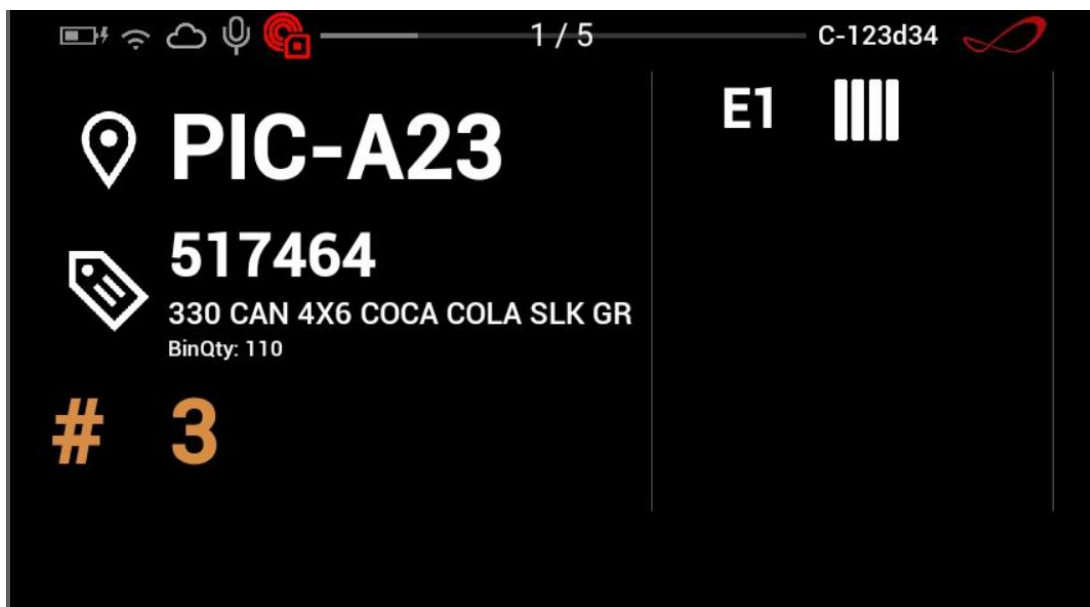 1 / 5
C-123d34
PIC-A23
517464
330 CAN 4X6 COCA COLA SLK GR
BinQty: 110
# 3
E1